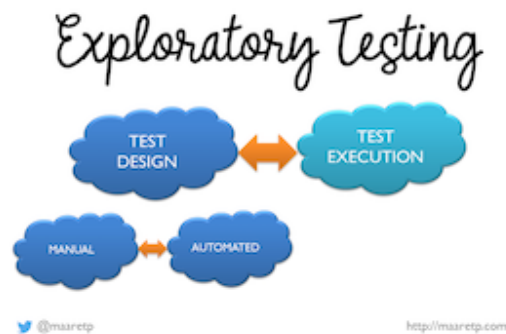 Exploratory Testing
TEST
DESIGN
TEST
EXECUTION
MANUAL
AUTOMATED
@maaretp
http://maaretp.com